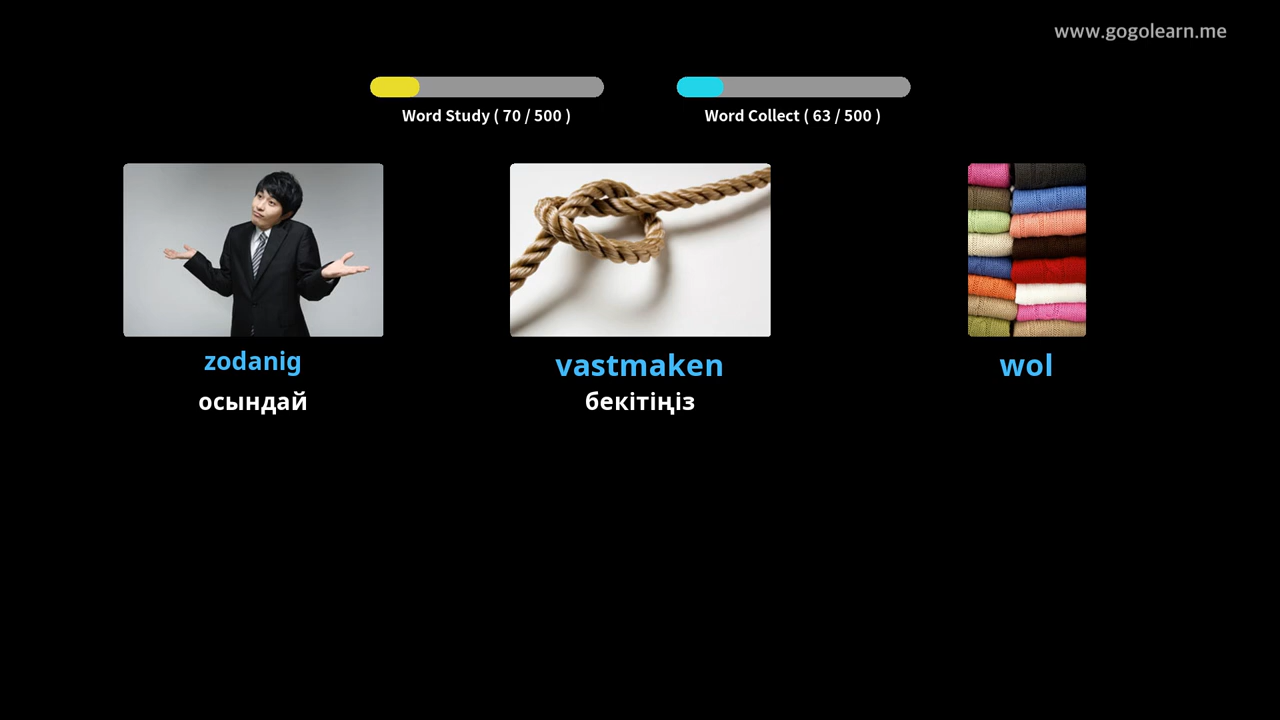 www.gogolearn.me
Word Study ( 70 / 500 )
Word Collect ( 63 / 500 )
zodanig
vastmaken
wol
осындай
бекітіңіз